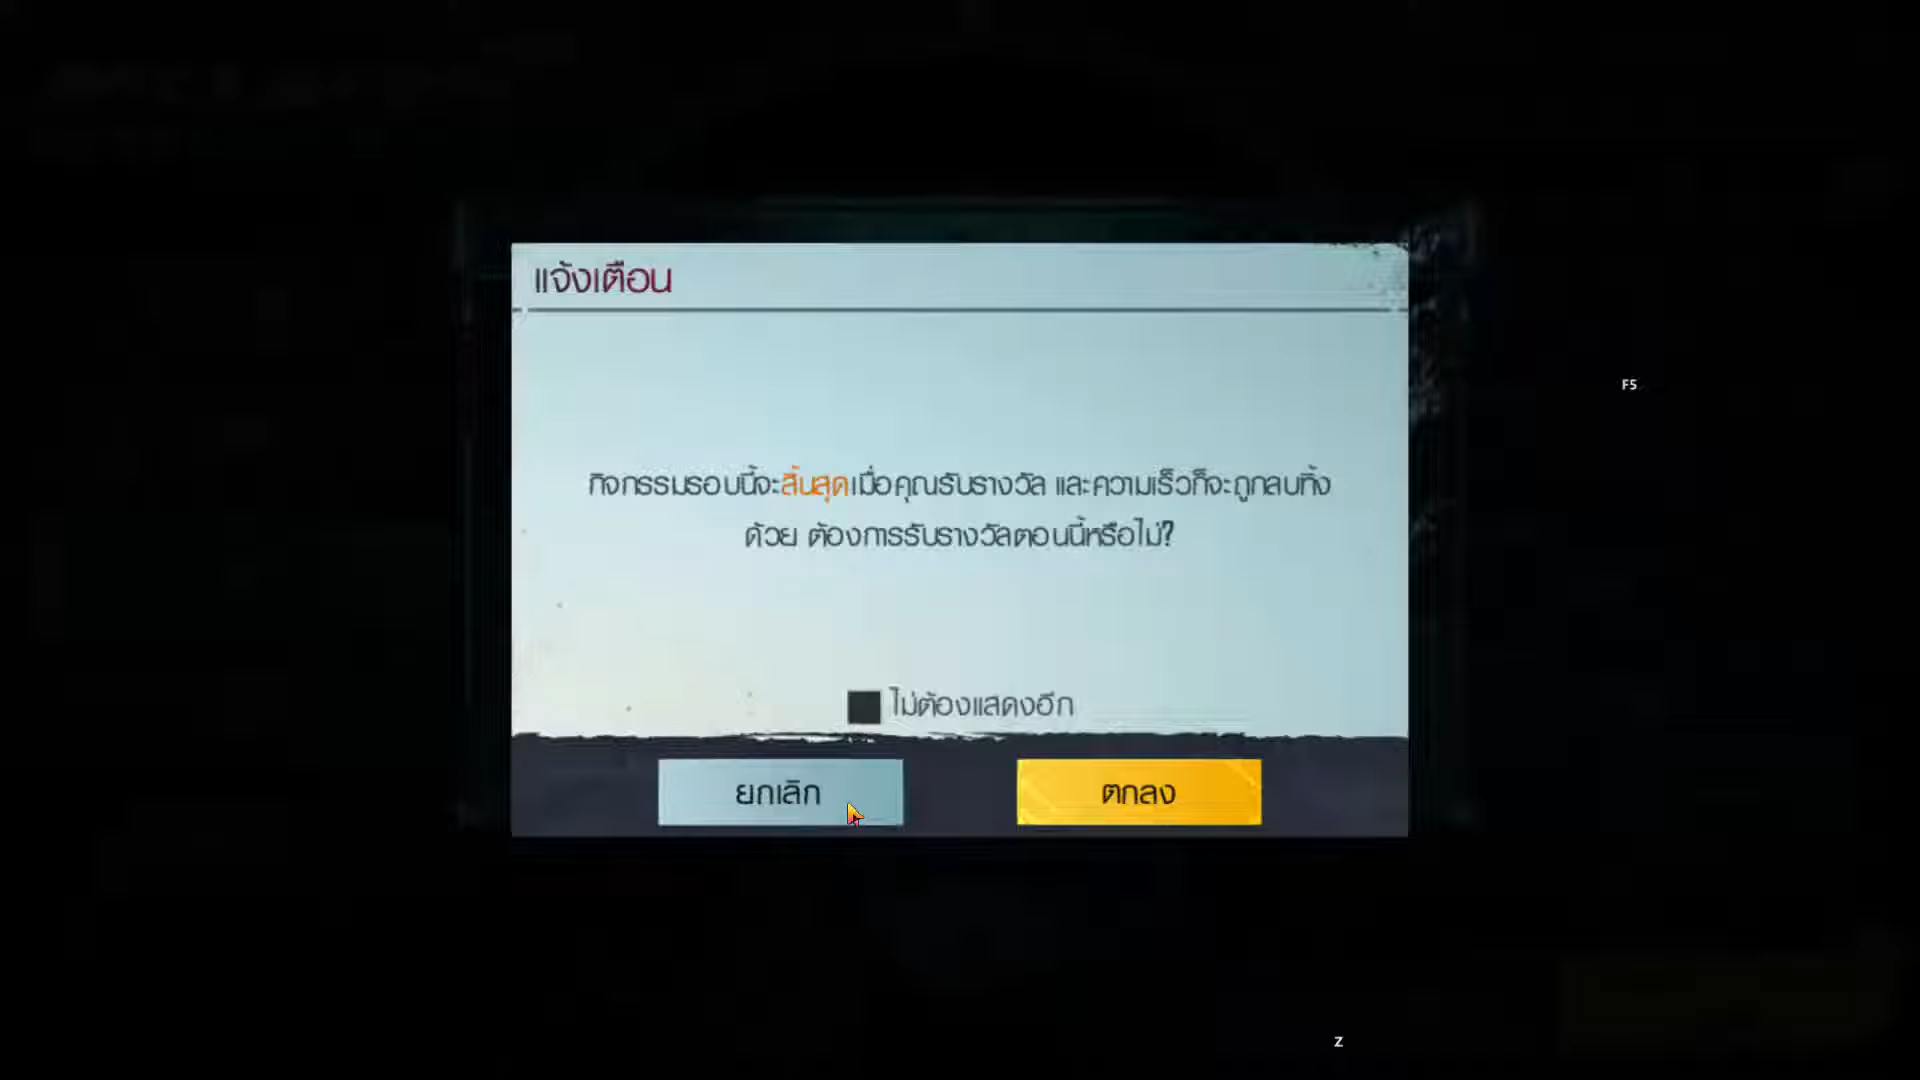 แจ้งเตือน
F5
กิจกรรมรอบนี้จะสิ้นสุดเมื่อคุณรับรางวัล และความเร็วก็จะถูกลบทิ้ง
ด้วย ต้องการรับรางวัลตอนนี้หรือไม่?
ไม่ต้องแสดงอีก
ยกเลิก
ตกลง
Z